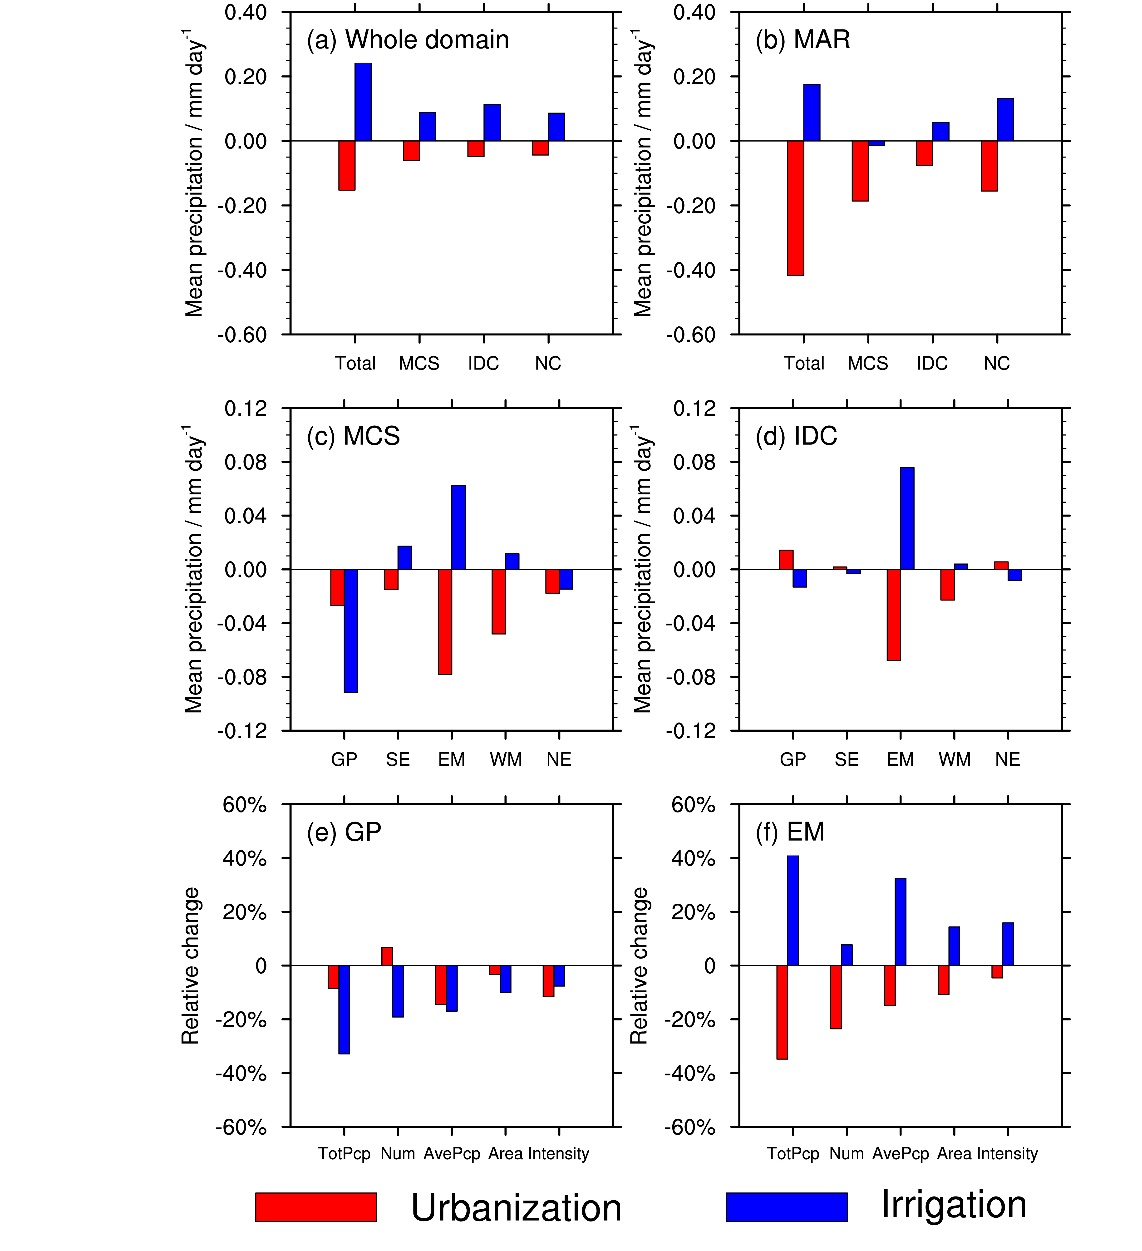 (a) Whole domain
Mean precipitation / mm day-1
0.40
0.20
0.00
-0.20
-0.40
-0.60
Total MCS IDC NC
(b) MAR
Mean precipitation / mm day-1
0.40
0.20
0.00
-0.20
-0.40
-0.60
Total MCS IDC NC
(c) MCS
Mean precipitation / mm day-1
0.12
0.08
0.04
0.00
-0.04
-0.08
-0.12
GP SE EM WM NE
(d) IDC
Mean precipitation / mm day-1
0.12
0.08
0.04
0.00
-0.04
-0.08
-0.12
GP SE EM WM NE
(e) GP
Relative change
60%
40%
20%
0
-20%
-40%
-60%
TotPcp Num AvePcp Area Intensity
(f) EM
Relative change
60%
40%
20%
0
-20%
-40%
-60%
TotPcp Num AvePcp Area Intensity
Urbanization
Irrigation